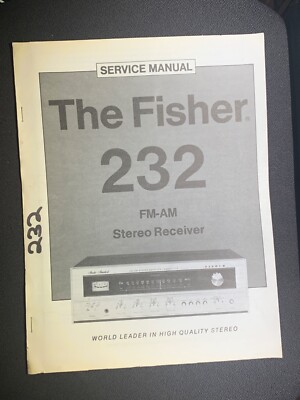 SERVICE MANUAL
The Fisher®
232
FM-AM
Stereo Receiver
232
WORLD LEADER IN HIGH QUALITY STEREO